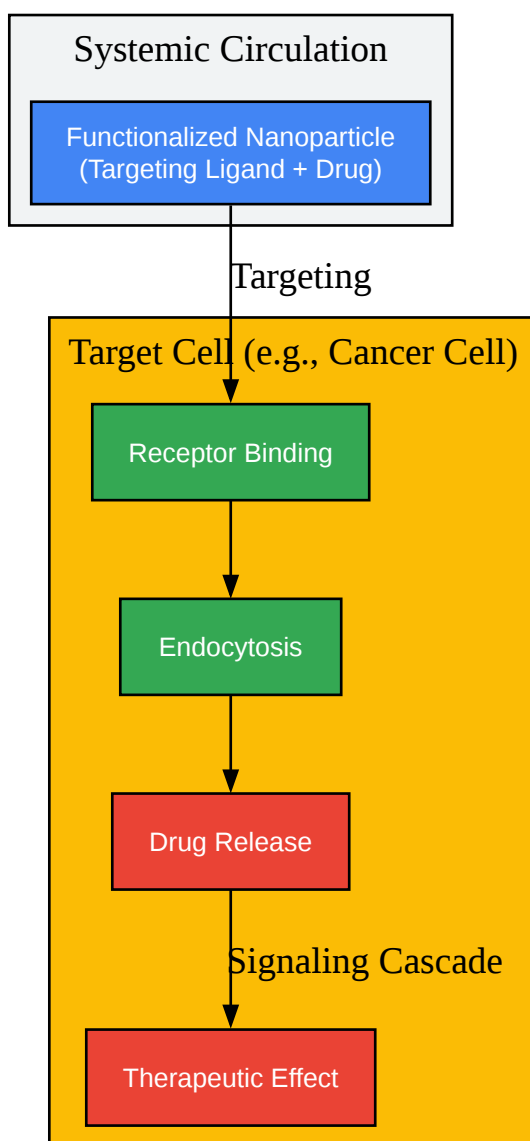 Systemic Circulation
Functionalized Nanoparticle
(Targeting Ligand + Drug)
Targeting
Target Cell (e.g., Cancer Cell)
Receptor Binding
Endocytosis
Drug Release
Signaling Cascade
Therapeutic Effect